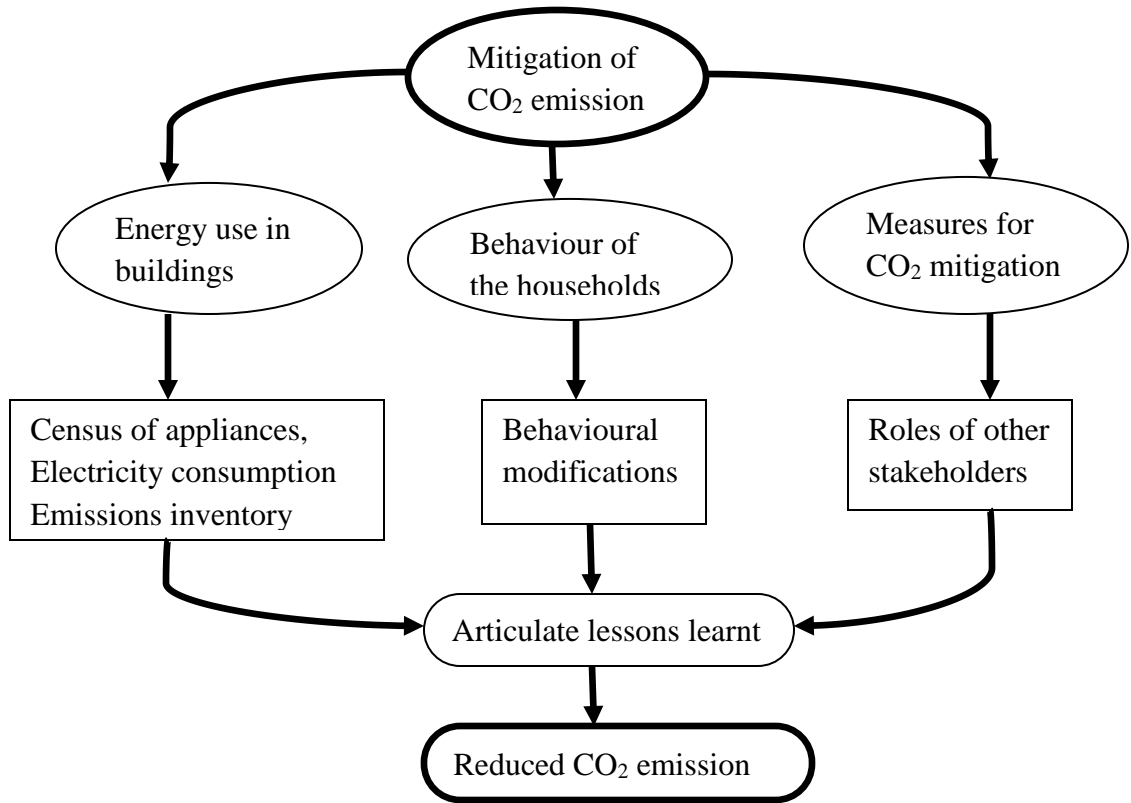 Mitigation of
CO₂ emission
Energy use in
buildings
Behaviour of
the households
Measures for
CO₂ mitigation
Census of appliances,
Electricity consumption
Emissions inventory
Behavioural
modifications
Roles of other
stakeholders
Articulate lessons learnt
Reduced CO₂ emission